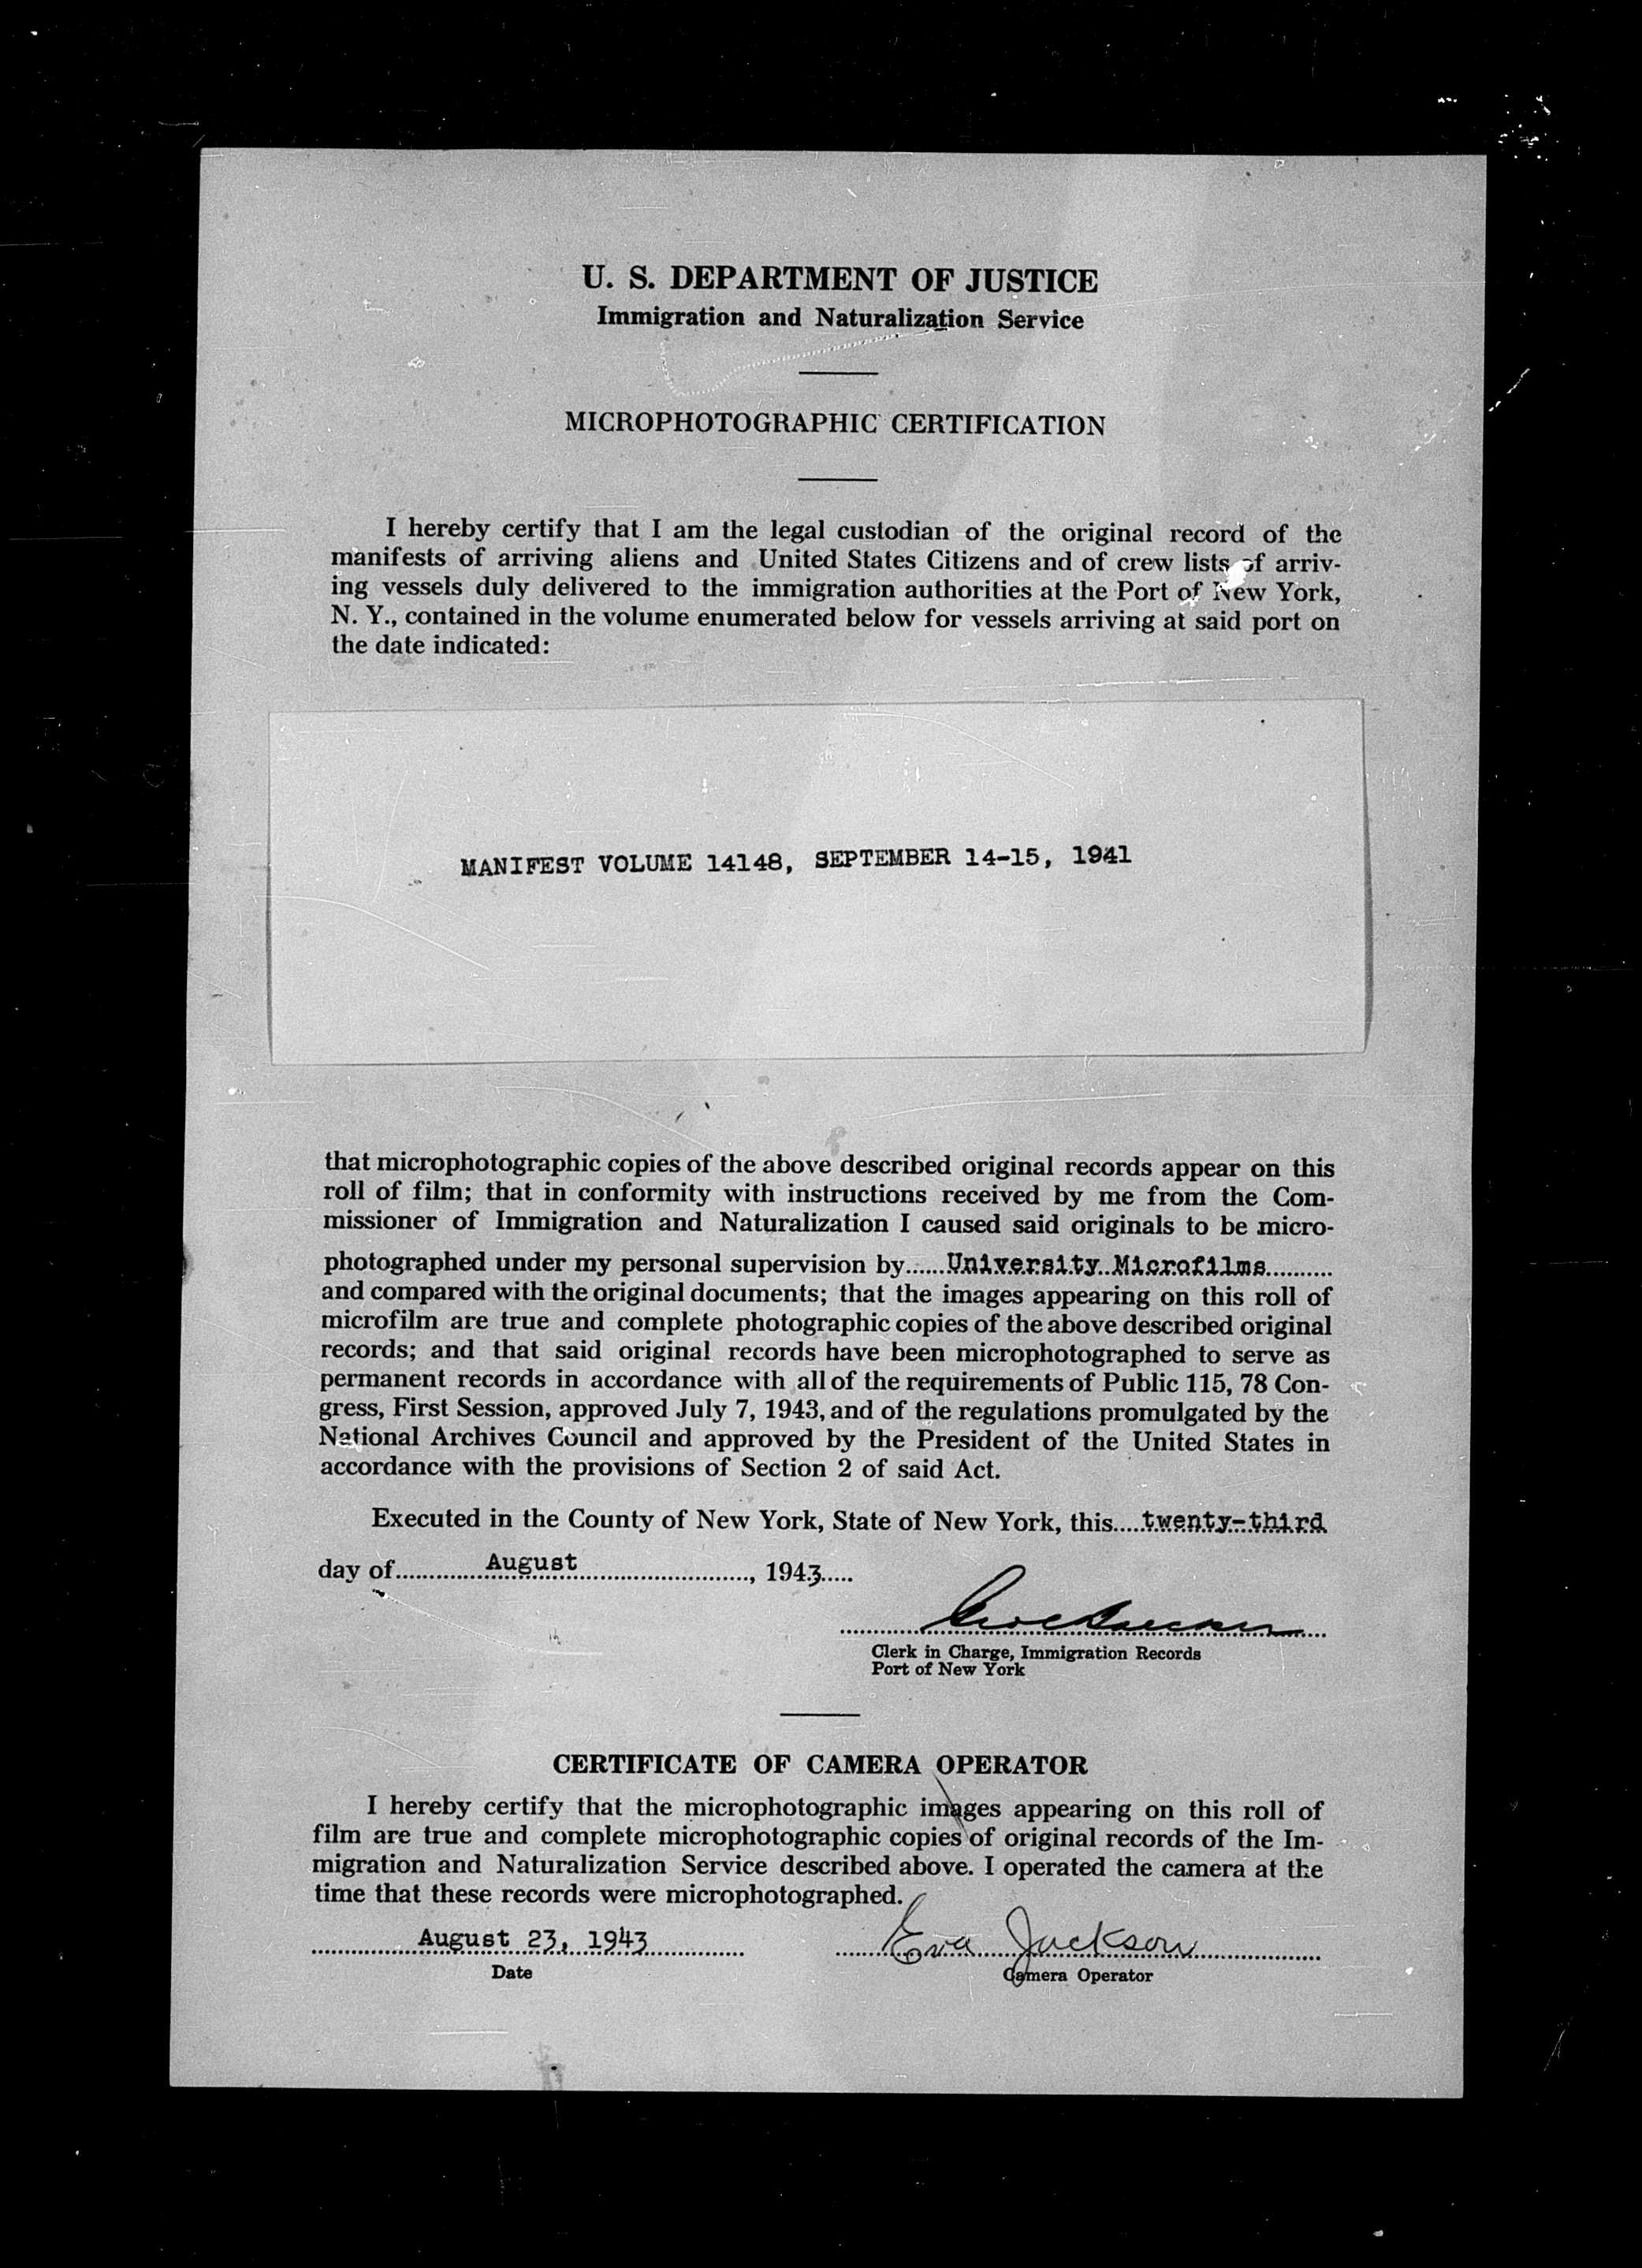 U. S. DEPARTMENT OF JUSTICE
Immigration and Naturalization Service
MICROPHOTOGRAPHIC CERTIFICATION
I hereby certify that I am the legal custodian of the original record of the
manifests of arriving aliens and United States Citizens and of crew lists of arriv-
ing vessels duly delivered to the immigration authorities at the Port of New York,
N. Y., contained in the volume enumerated below for vessels arriving at said port on
the date indicated:
MANIFEST VOLUME 14148, SEPTEMBER 14-15, 1941
that microphotographic copies of the above described original records appear on this
roll of film; that in conformity with instructions received by me from the Com-
missioner of Immigration and Naturalization I caused said originals to be micro-
photographed under my personal supervision by......University Microfilms..........
and compared with the original documents; that the images appearing on this roll of
microfilm are true and complete photographic copies of the above described original
records; and that said original records have been microphotographed to serve as
permanent records in accordance with all of the requirements of Public 115, 78 Con-
gress, First Session, approved July 7, 1943, and of the regulations promulgated by the
National Archives Council and approved by the President of the United States in
accordance with the provisions of Section 2 of said Act.
Executed in the County of New York, State of New York, this.....twenty-third
day of..............August.............................., 1943.....
Clerk in Charge, Immigration Records
Port of New York
CERTIFICATE OF CAMERA OPERATOR
I hereby certify that the microphotographic images appearing on this roll of
film are true and complete microphotographic copies of original records of the Im-
migration and Naturalization Service described above. I operated the camera at the
time that these records were microphotographed.
August 23, 1943 Eva Jackson
Date Camera Operator